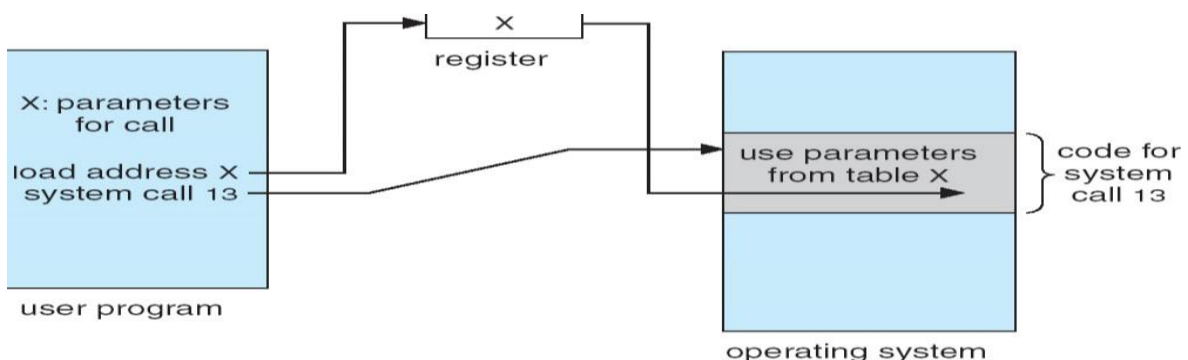 X
register
X: parameters
for call
load address X
system call 13
user program
use parameters
from table X
code for
system
call 13
operating system